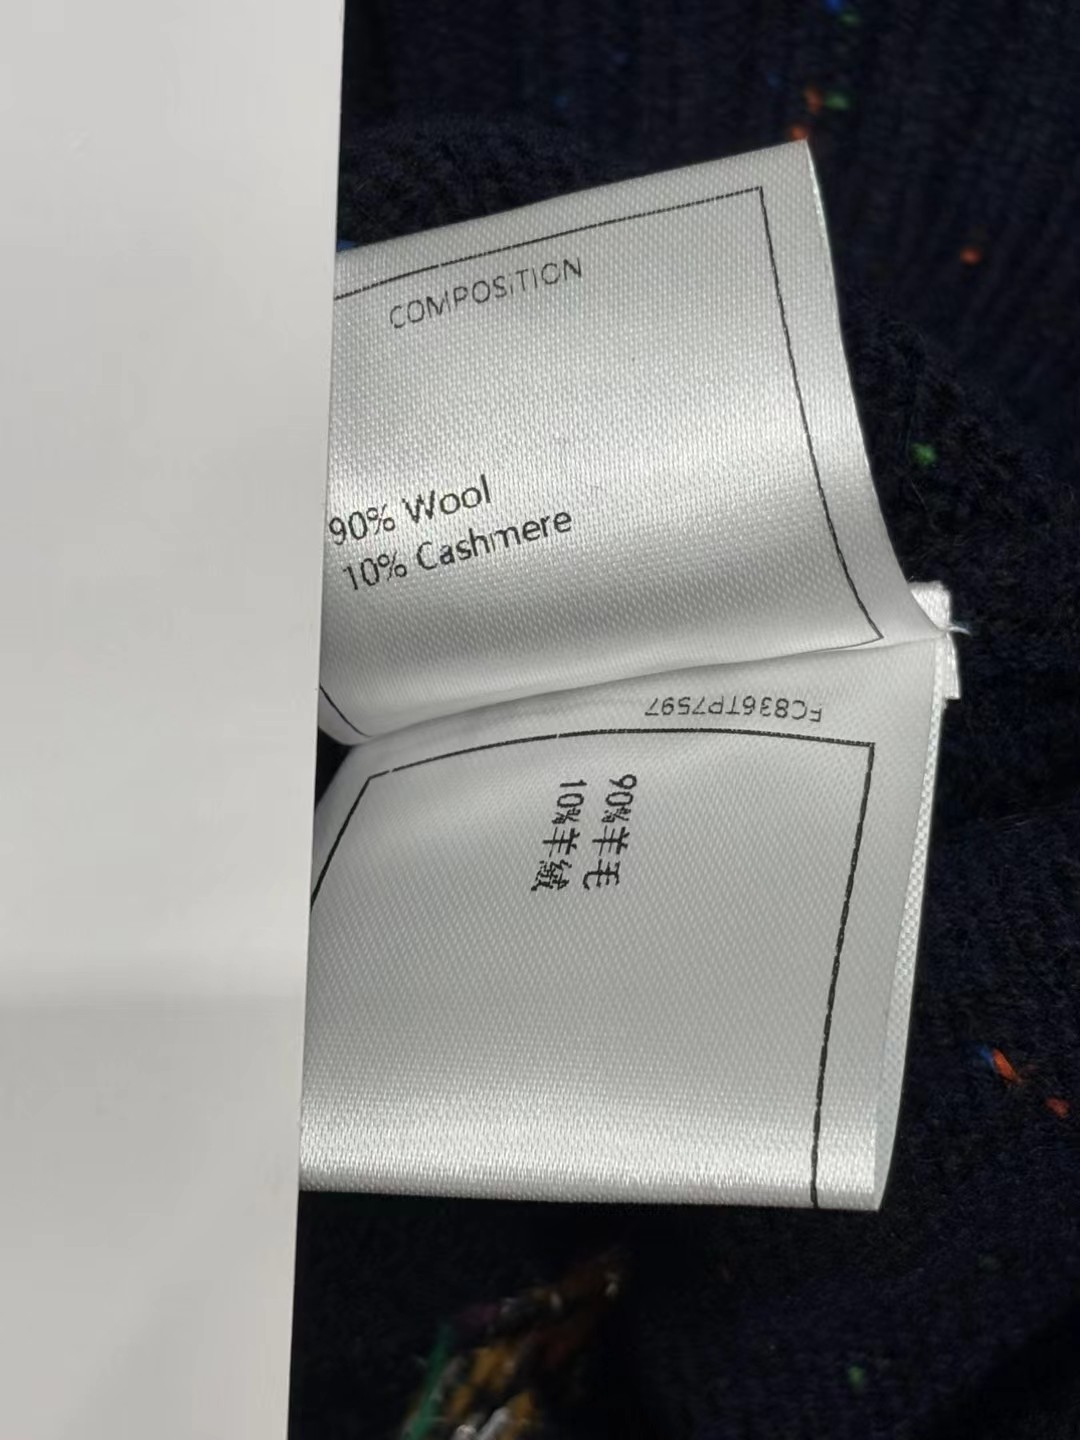 COMPOSITION
90% Wool
10% Cashmere
FC836TP7597
90%羊毛
10%羊绒